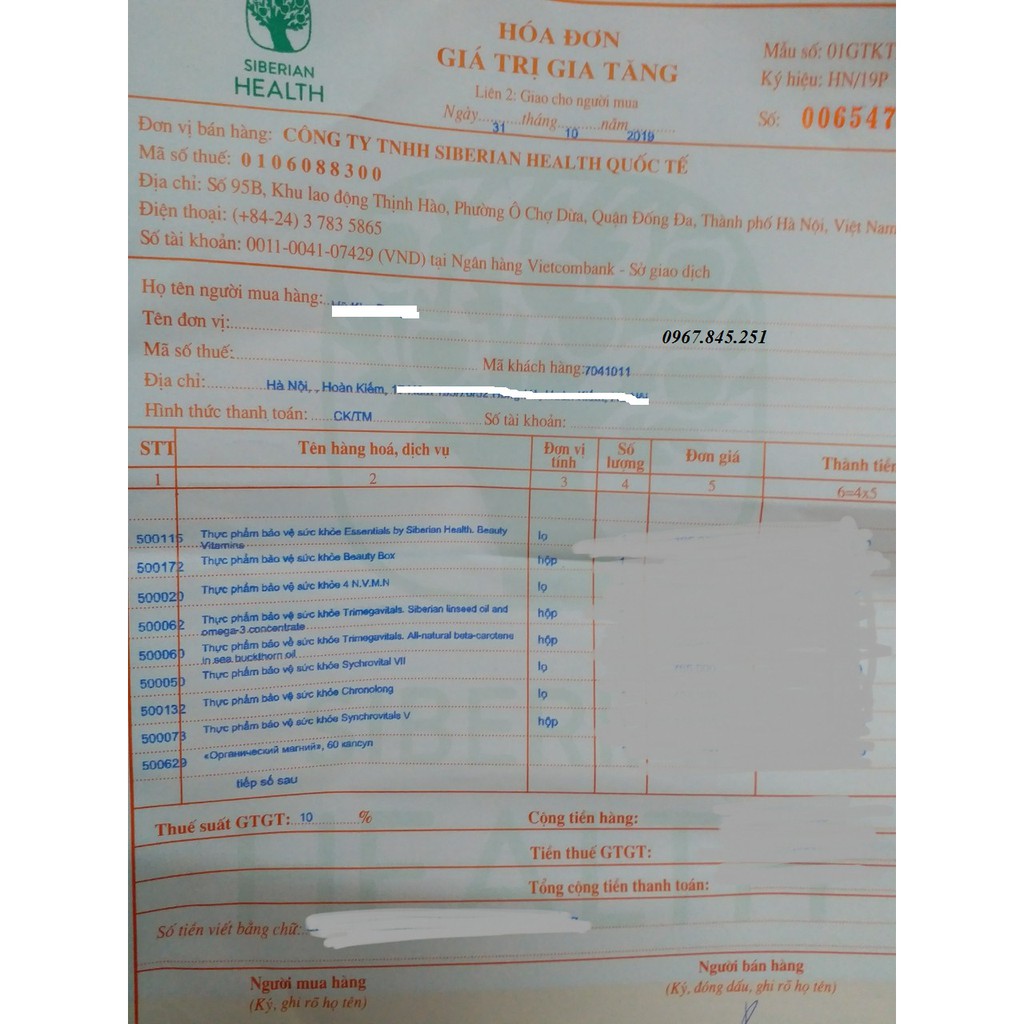 SIBERIAN
HEALTH
HÓA ĐƠN
GIÁ TRỊ GIA TĂNG
Liên 2: Giao cho người mua
Ngày 31 tháng 10 năm 2019
Mẫu số: 01GTKT
Ký hiệu: HN/19P
Số: 006547
Đơn vị bán hàng: CÔNG TY TNHH SIBERIAN HEALTH QUỐC TẾ
Mã số thuế: 0106088300
Địa chỉ: Số 95B, Khu lao động Thịnh Hào, Phường Ô Chợ Dừa, Quận Đống Đa, Thành phố Hà Nội, Việt Nam
Điện thoại: (+84-24) 3 783 5865
Số tài khoản: 0011-0041-07429 (VND) tại Ngân hàng Vietcombank - Sở giao dịch
Họ tên người mua hàng:
Tên đơn vị:
0967.845.251
Mã số thuế: Mã khách hàng: 7041011
Địa chỉ: Hà Nội, , Hoàn Kiếm,
Hình thức thanh toán: CK/TM Số tài khoản:
STT Tên hàng hoá, dịch vụ Đơn vị tính Số lượng Đơn giá Thành tiền
1 2 3 4 5 6=4x5
500115 Thực phẩm bảo vệ sức khỏe Essentials by Siberian Health. Beauty lọ
Vitamins
500172 Thực phẩm bảo vệ sức khỏe Beauty Box hộp
500020 Thực phẩm bảo vệ sức khỏe 4 N.V.M.N lọ
500062 Thực phẩm bảo vệ sức khỏe Trimegavitals. Siberian linseed oil and hộp
omega-3 concentrate
500060 Thực phẩm bảo vệ sức khỏe Trimegavitals. All-natural beta-carotene hộp
in sea buckthorn oil
500050 Thực phẩm bảo vệ sức khỏe Sychrovital VII lọ
500132 Thực phẩm bảo vệ sức khỏe Chronolong lọ
500073 Thực phẩm bảo vệ sức khỏe Synchrovitals V hộp
500629 «Органический магний», 60 капсул
tiếp số sau
Thuế suất GTGT: 10 % Cộng tiền hàng:
Tiền thuế GTGT:
Tổng cộng tiền thanh toán:
Số tiền viết bằng chữ:
Người mua hàng
(Ký, ghi rõ họ tên)
Người bán hàng
(Ký, đóng dấu, ghi rõ họ tên)